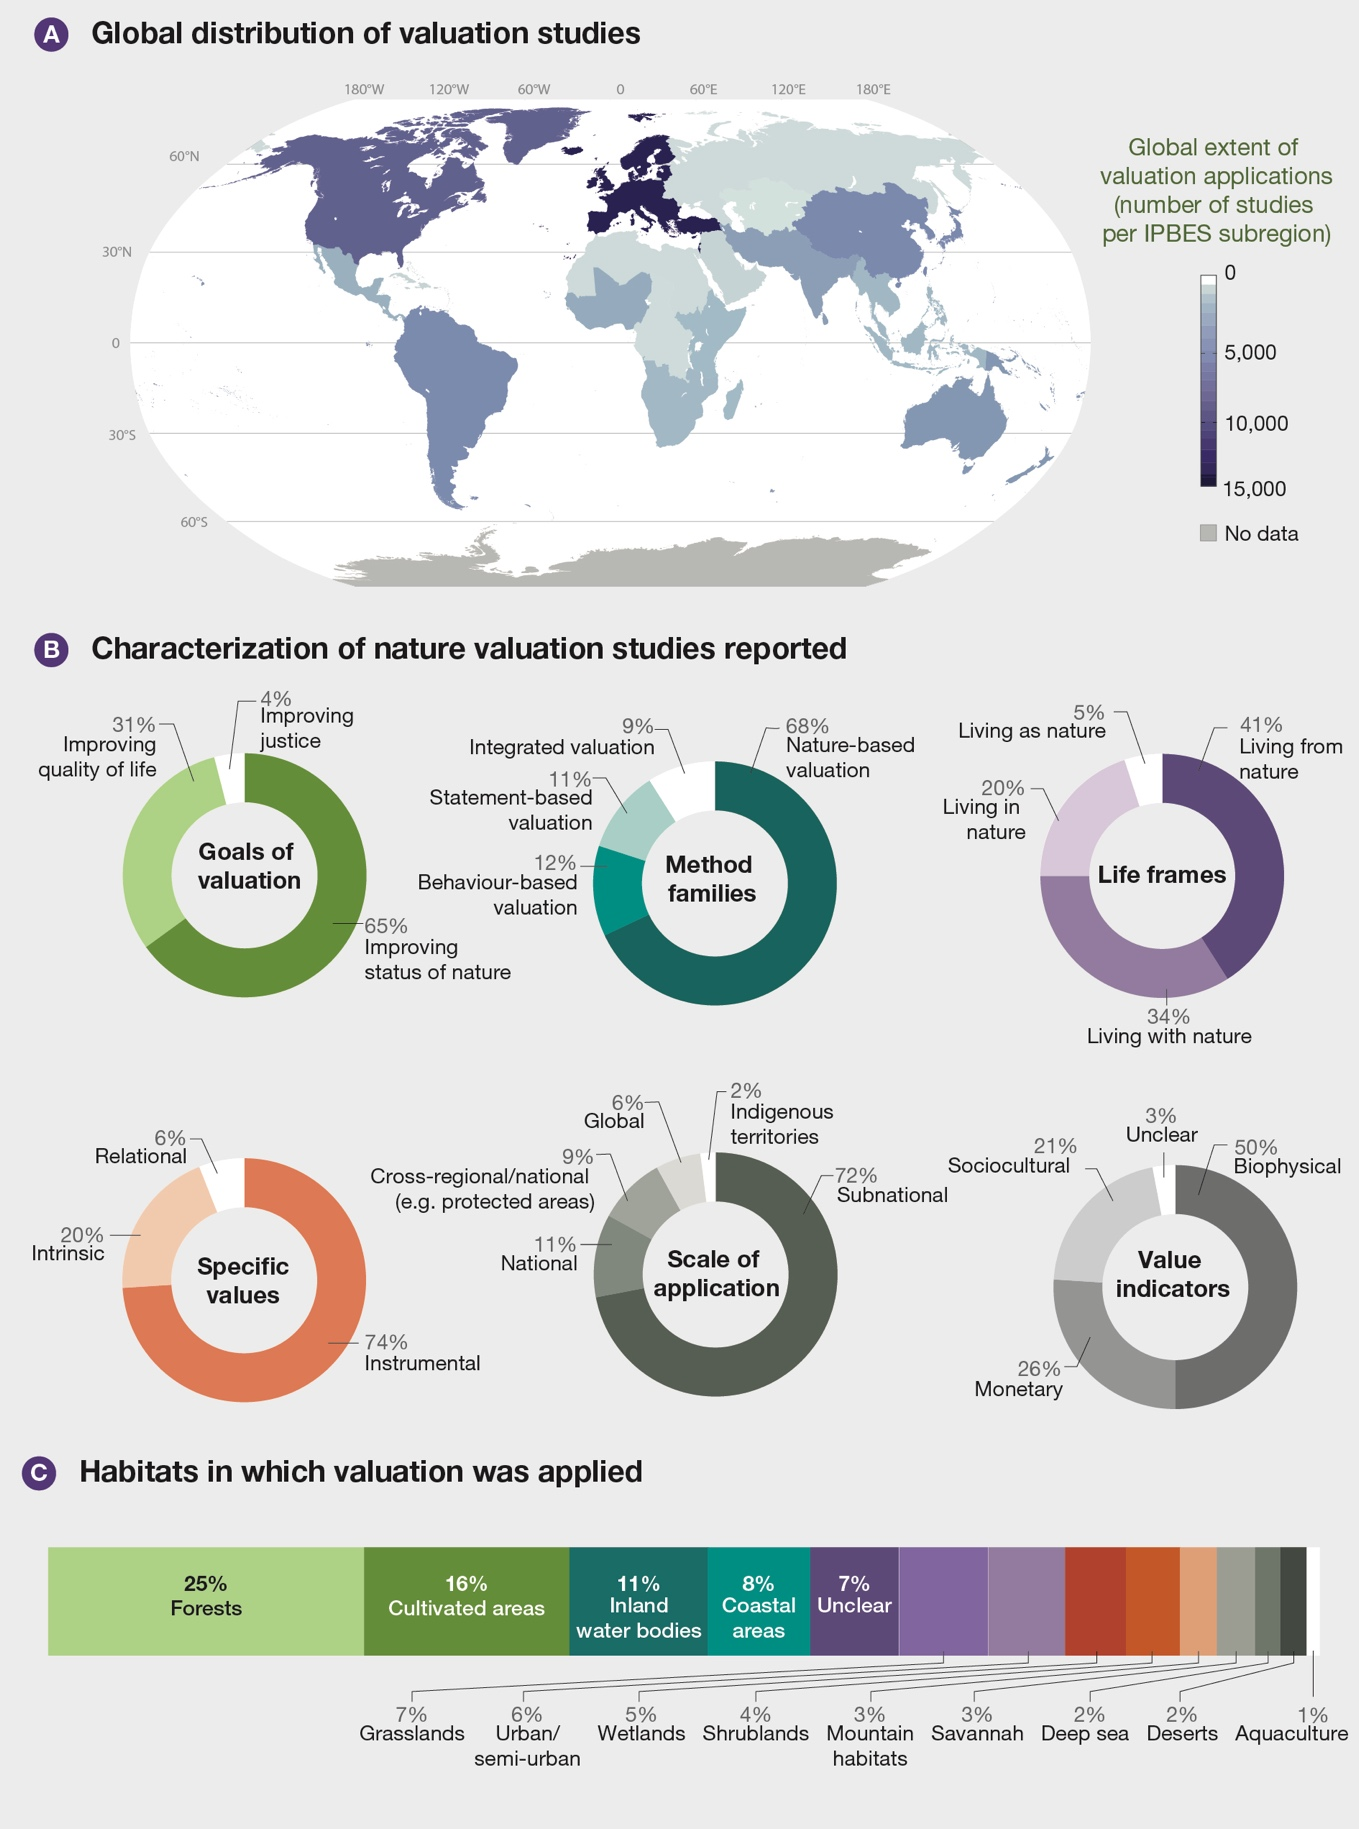 A Global distribution of valuation studies
180°W 120°W 60°W 0 60°E 120°E 180°E
60°N
30°N
0
30°S
60°S
Global extent of
valuation applications
(number of studies
per IPBES subregion)
0
5,000
10,000
15,000
No data
B Characterization of nature valuation studies reported
Goals of
valuation
4%
Improving
justice
31%
Improving
quality of life
65%
Improving
status of nature
Method
families
9%
Integrated valuation
68%
Nature-based
valuation
11%
Statement-based
valuation
12%
Behaviour-based
valuation
Life frames
5%
Living as nature
41%
Living from
nature
20%
Living in
nature
34%
Living with nature
Specific
values
6%
Relational
20%
Intrinsic
74%
Instrumental
Scale of
application
6%
Global
2%
Indigenous
territories
9%
Cross-regional/national
(e.g. protected areas)
72%
Subnational
11%
National
Value
indicators
3%
Unclear
21%
Sociocultural
50%
Biophysical
26%
Monetary
C Habitats in which valuation was applied
25%
Forests
16%
Cultivated areas
11%
Inland
water bodies
8%
Coastal
areas
7%
Unclear
7%
Grasslands
6%
Urban/
semi-urban
5%
Wetlands
4%
Shrublands
3%
Mountain
habitats
3%
Savannah
2%
Deep sea
2%
Deserts
1%
Aquaculture